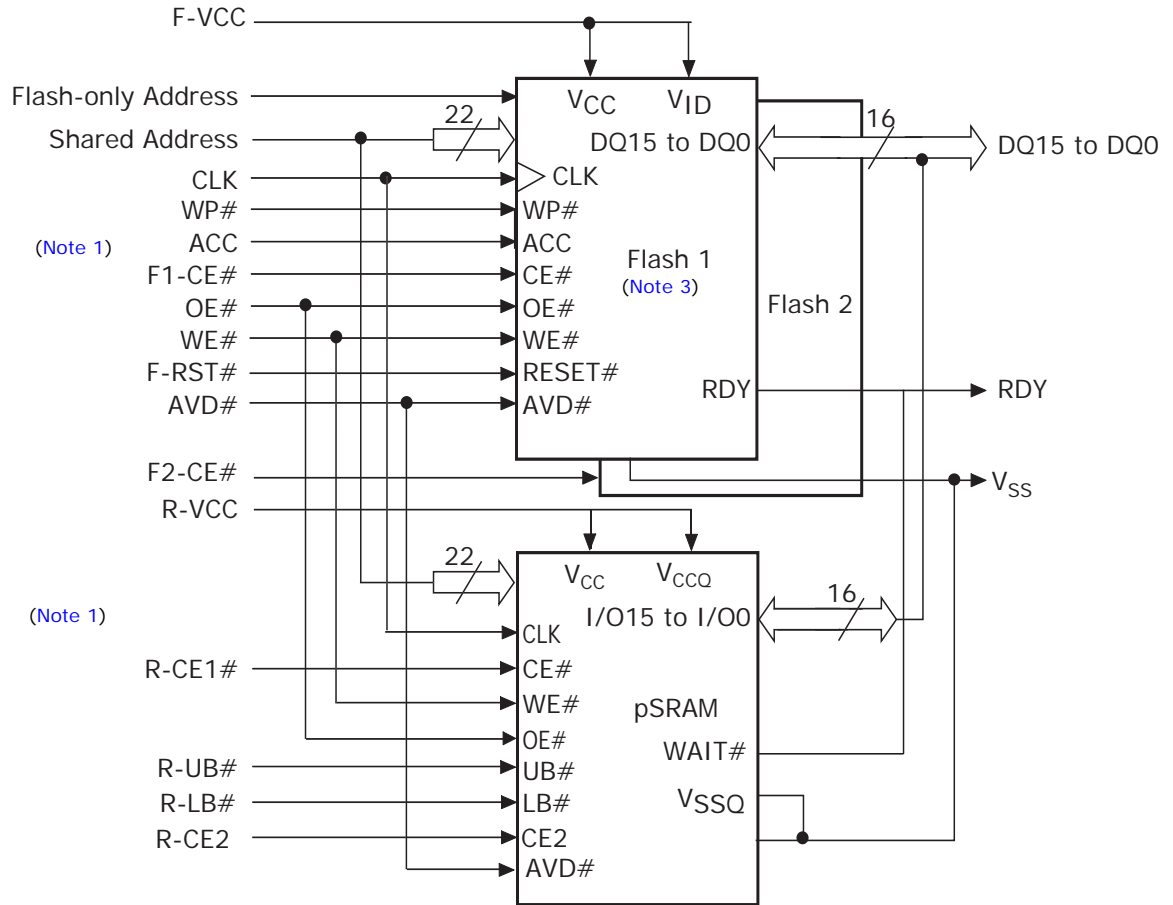 F-VCC
Flash-only Address
Shared Address
CLK
WP#
(Note 1)
ACC
F1-CE#
OE#
WE#
F-RST#
AVD#
F2-CE#
R-VCC
22
VCC
VID
DQ15 to DQ0
CLK
WP#
ACC
CE#
OE#
WE#
RESET#
AVD#
Flash 1
(Note 3)
Flash 2
RDY
16
DQ15 to DQ0
RDY
VSS
(Note 1)
R-CE1#
R-UB#
R-LB#
R-CE2
22
VCC
VCCQ
I/O15 to I/O0
CLK
CE#
WE#
OE#
UB#
LB#
CE2
AVD#
pSRAM
WAIT#
VSSQ
16